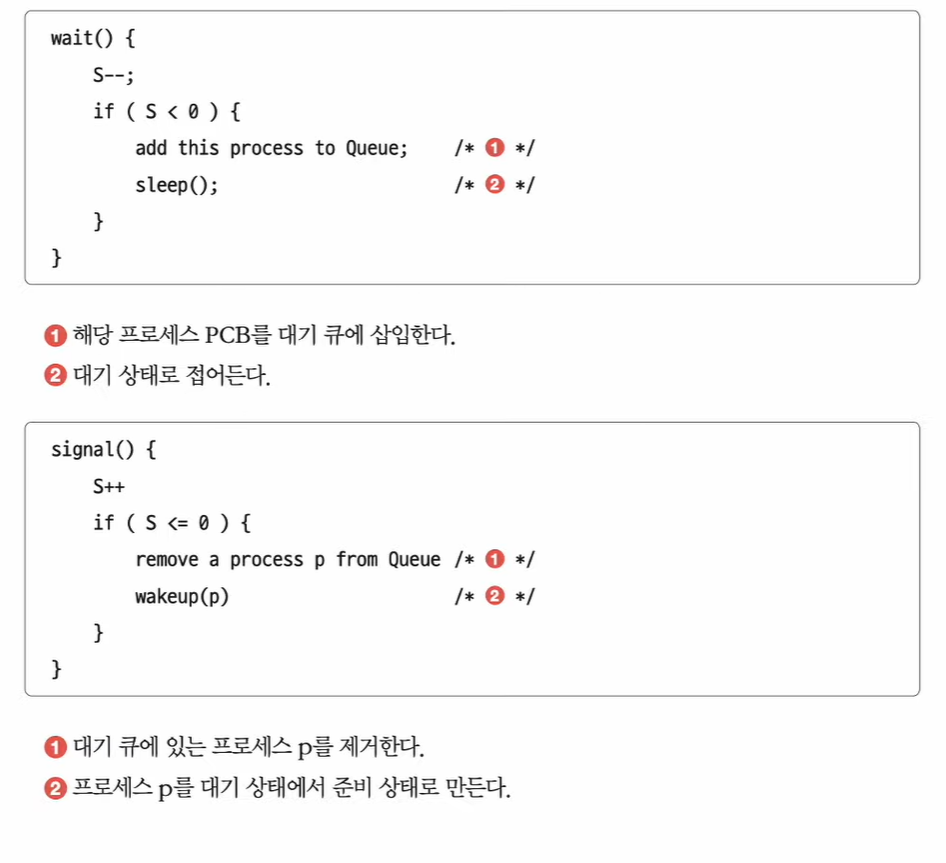 wait() {
    S--;
    if ( S < 0 ) {
        add this process to Queue;    /* ❶ */
        sleep();                      /* ❷ */
    }
}
❶ 해당 프로세스 PCB를 대기 큐에 삽입한다.
❷ 대기 상태로 접어든다.
signal() {
    S++
    if ( S <= 0 ) {
        remove a process p from Queue /* ❶ */
        wakeup(p)                     /* ❷ */
    }
}
❶ 대기 큐에 있는 프로세스 p를 제거한다.
❷ 프로세스 p를 대기 상태에서 준비 상태로 만든다.